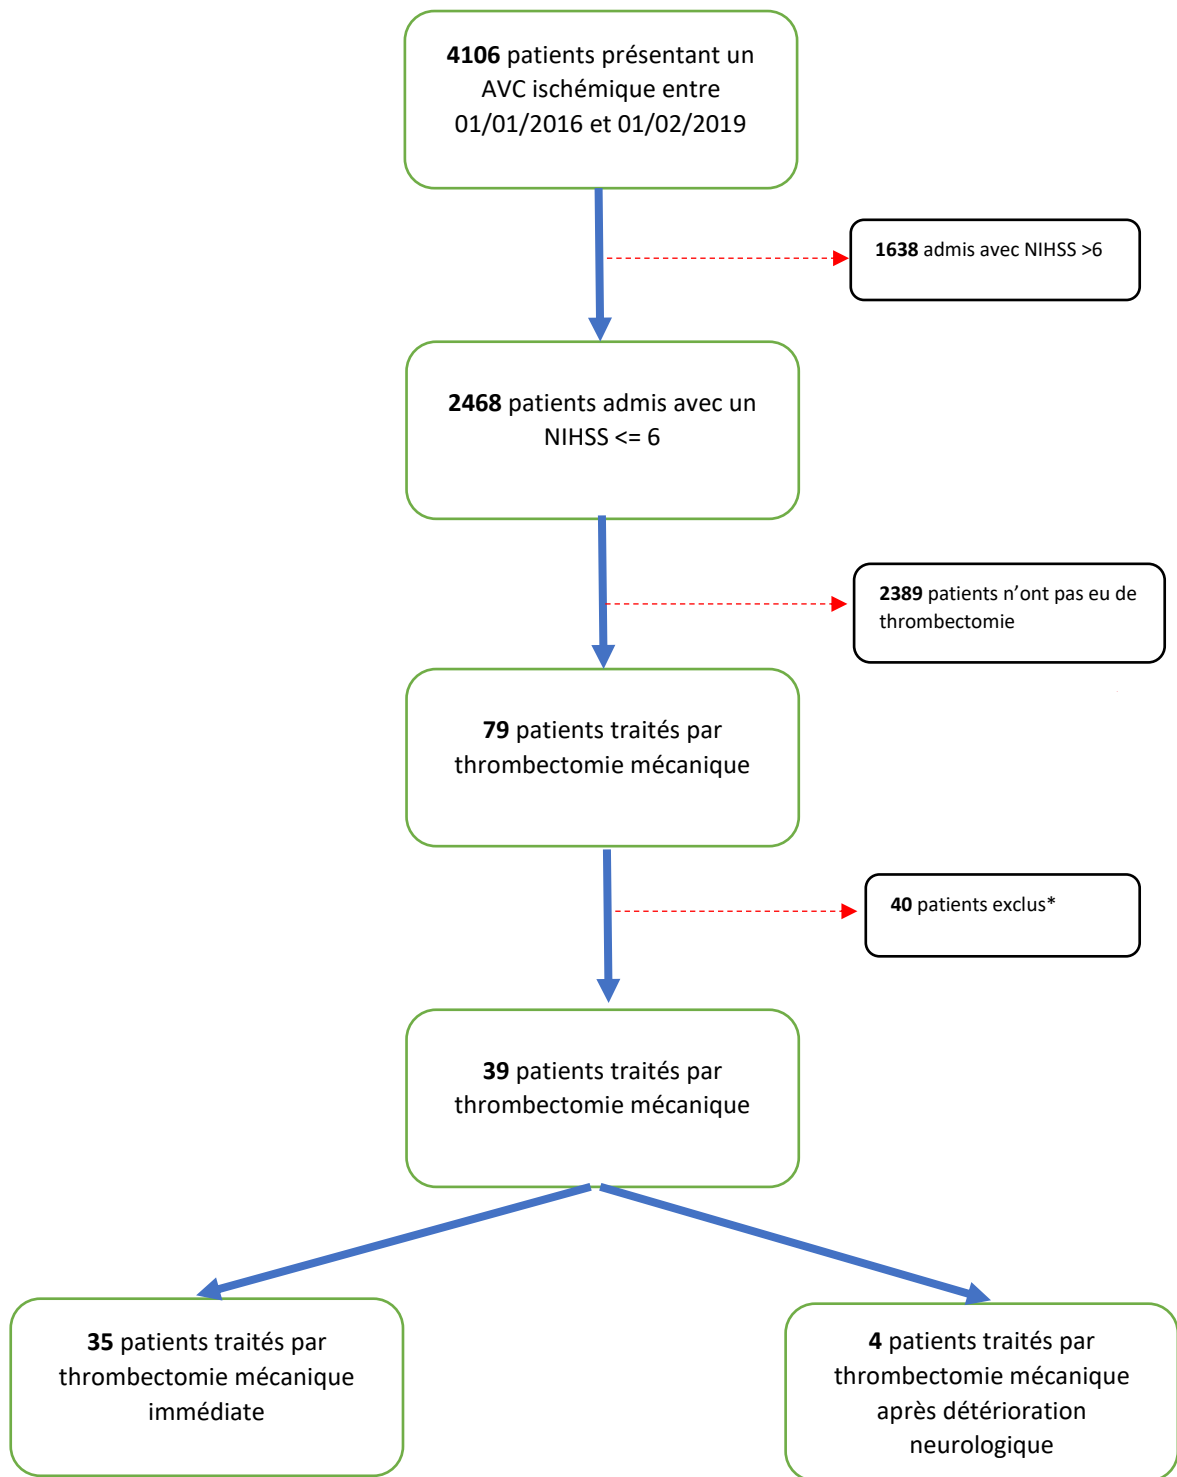 4106 patients présentant un
AVC ischémique entre
01/01/2016 et 01/02/2019
1638 admis avec NIHSS >6
2468 patients admis avec un
NIHSS <= 6
2389 patients n’ont pas eu de
thrombectomie
79 patients traités par
thrombectomie mécanique
40 patients exclus*
39 patients traités par
thrombectomie mécanique
35 patients traités par
thrombectomie mécanique
immédiate
4 patients traités par
thrombectomie mécanique
après détérioration
neurologique